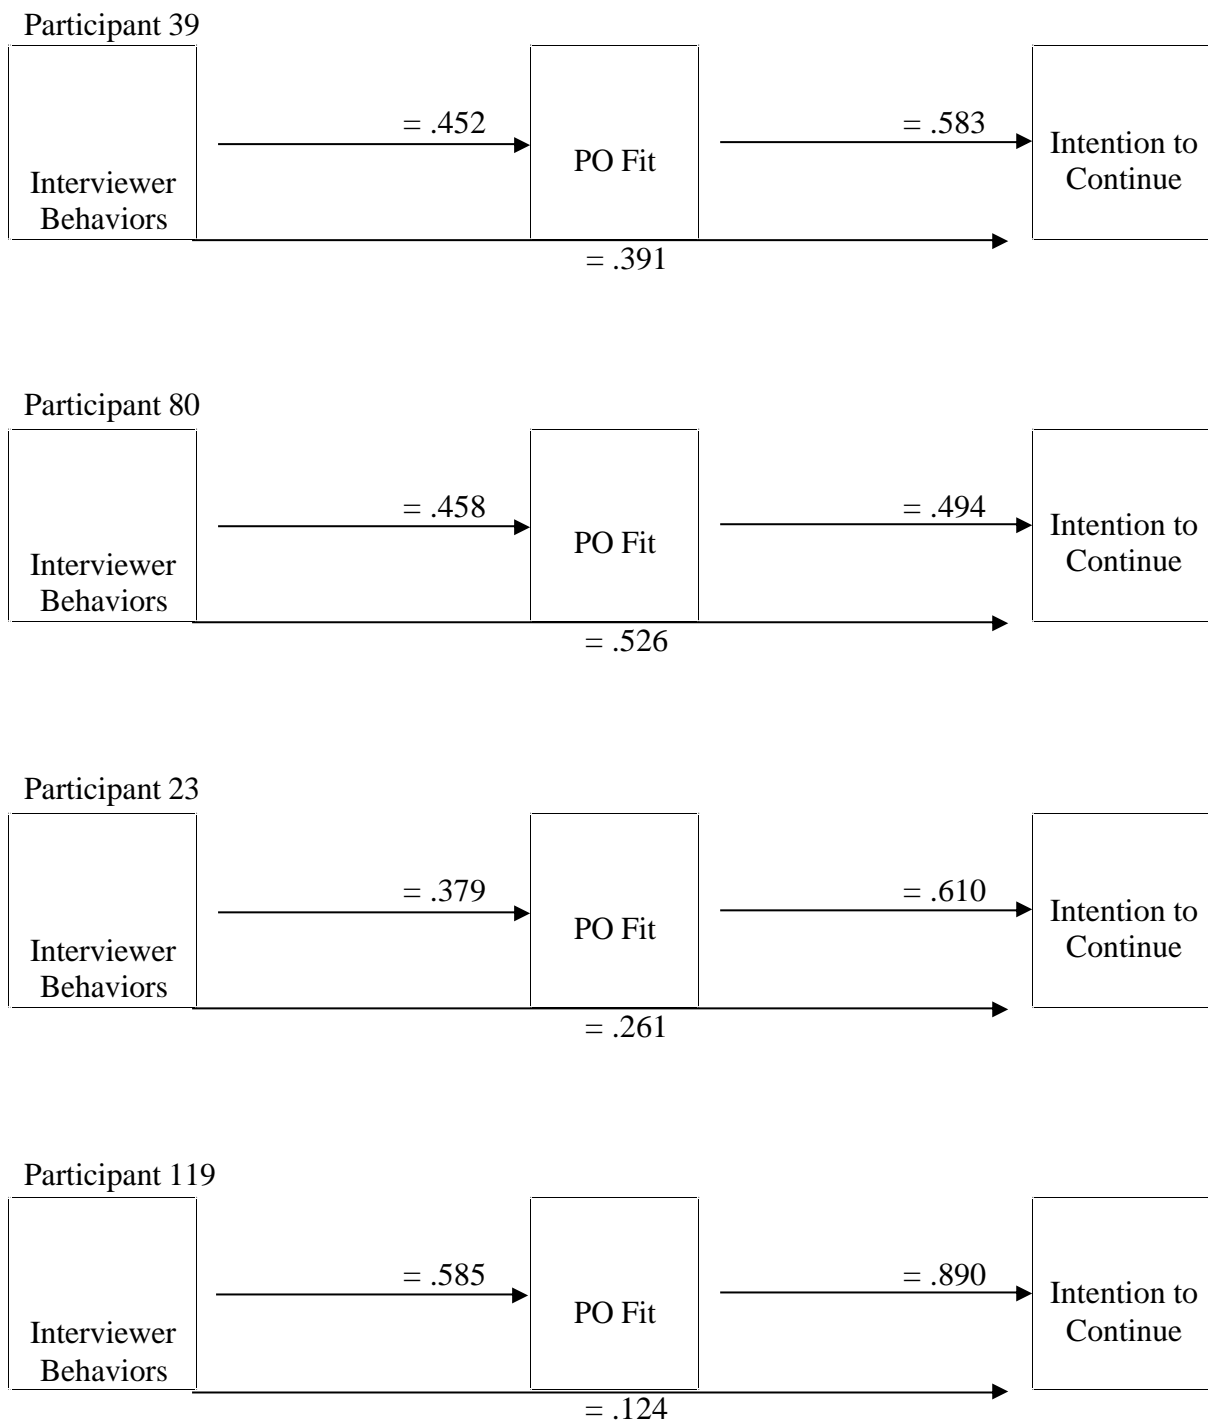 Participant 39
= .452
= .583
Interviewer
Behaviors
PO Fit
Intention to
Continue
= .391
Participant 80
= .458
= .494
Interviewer
Behaviors
PO Fit
Intention to
Continue
= .526
Participant 23
= .379
= .610
Interviewer
Behaviors
PO Fit
Intention to
Continue
= .261
Participant 119
= .585
= .890
Interviewer
Behaviors
PO Fit
Intention to
Continue
= .124